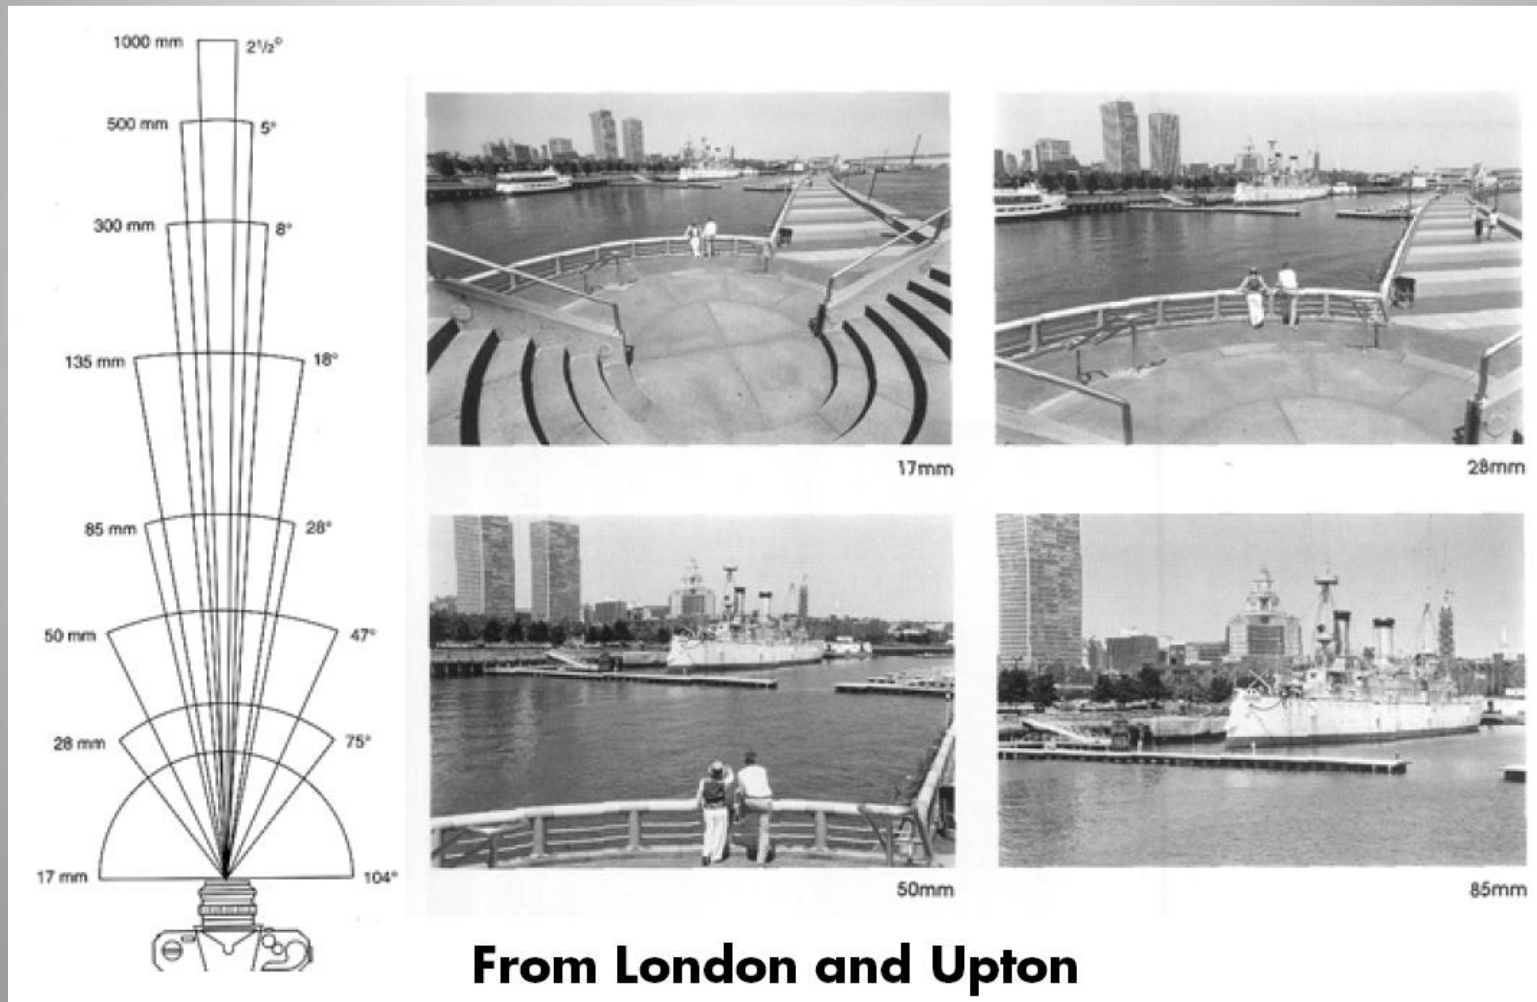 1000 mm 2½°
500 mm 5°
300 mm 8°
135 mm 18°
85 mm 28°
50 mm 47°
28 mm 75°
17 mm 104°
17mm
28mm
50mm
85mm
From London and Upton